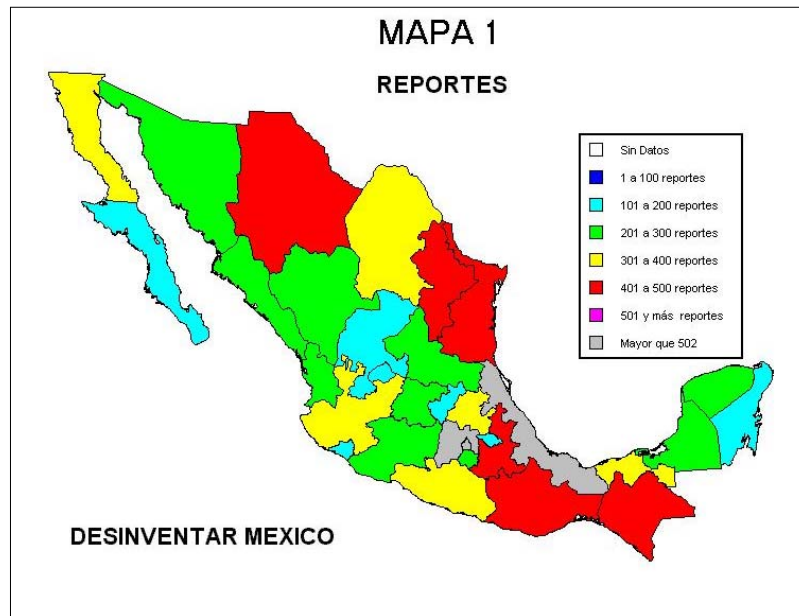 MAPA 1
REPORTES
Sin Datos
1 a 100 reportes
101 a 200 reportes
201 a 300 reportes
301 a 400 reportes
401 a 500 reportes
501 y más reportes
Mayor que 502
DESINVENTAR MEXICO